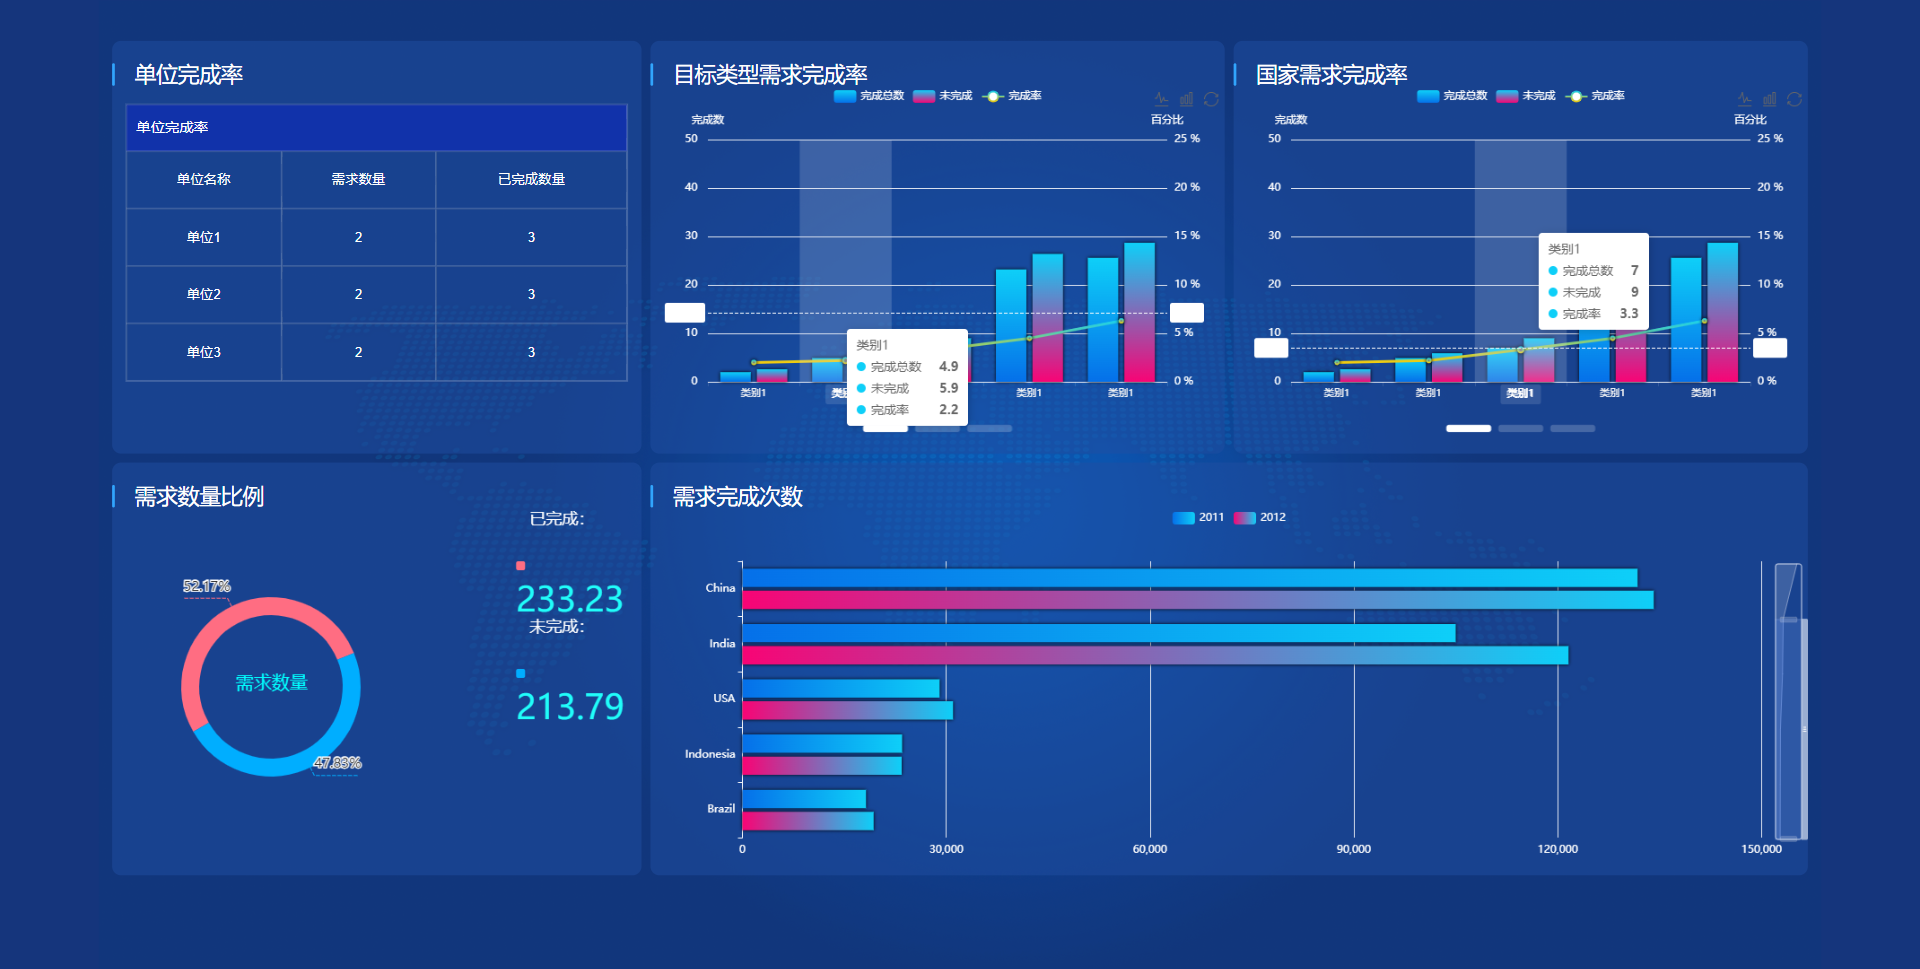 单位完成率
单位完成率
单位名称 需求数量 已完成数量
单位1 2 3
单位2 2 3
单位3 2 3
目标类型需求完成率
完成总数 未完成 完成率
完成数 百分比
50 25 %
40 20 %
30 15 %
20 10 %
10 5 %
0 0 %
类别1
完成总数 4.9
未完成 5.9
完成率 2.2
类别1 类别1 类别1
国家需求完成率
完成总数 未完成 完成率
完成数 百分比
50 25 %
40 20 %
30 15 %
20 10 %
10 5 %
0 0 %
类别1
完成总数 7
未完成 9
完成率 3.3
类别1 类别1 类别1 类别1 类别1
需求数量比例
52.17%
需求数量
47.83%
已完成:
233.23
未完成:
213.79
需求完成次数
2011 2012
China
India
USA
Indonesia
Brazil
0 30,000 60,000 90,000 120,000 150,000